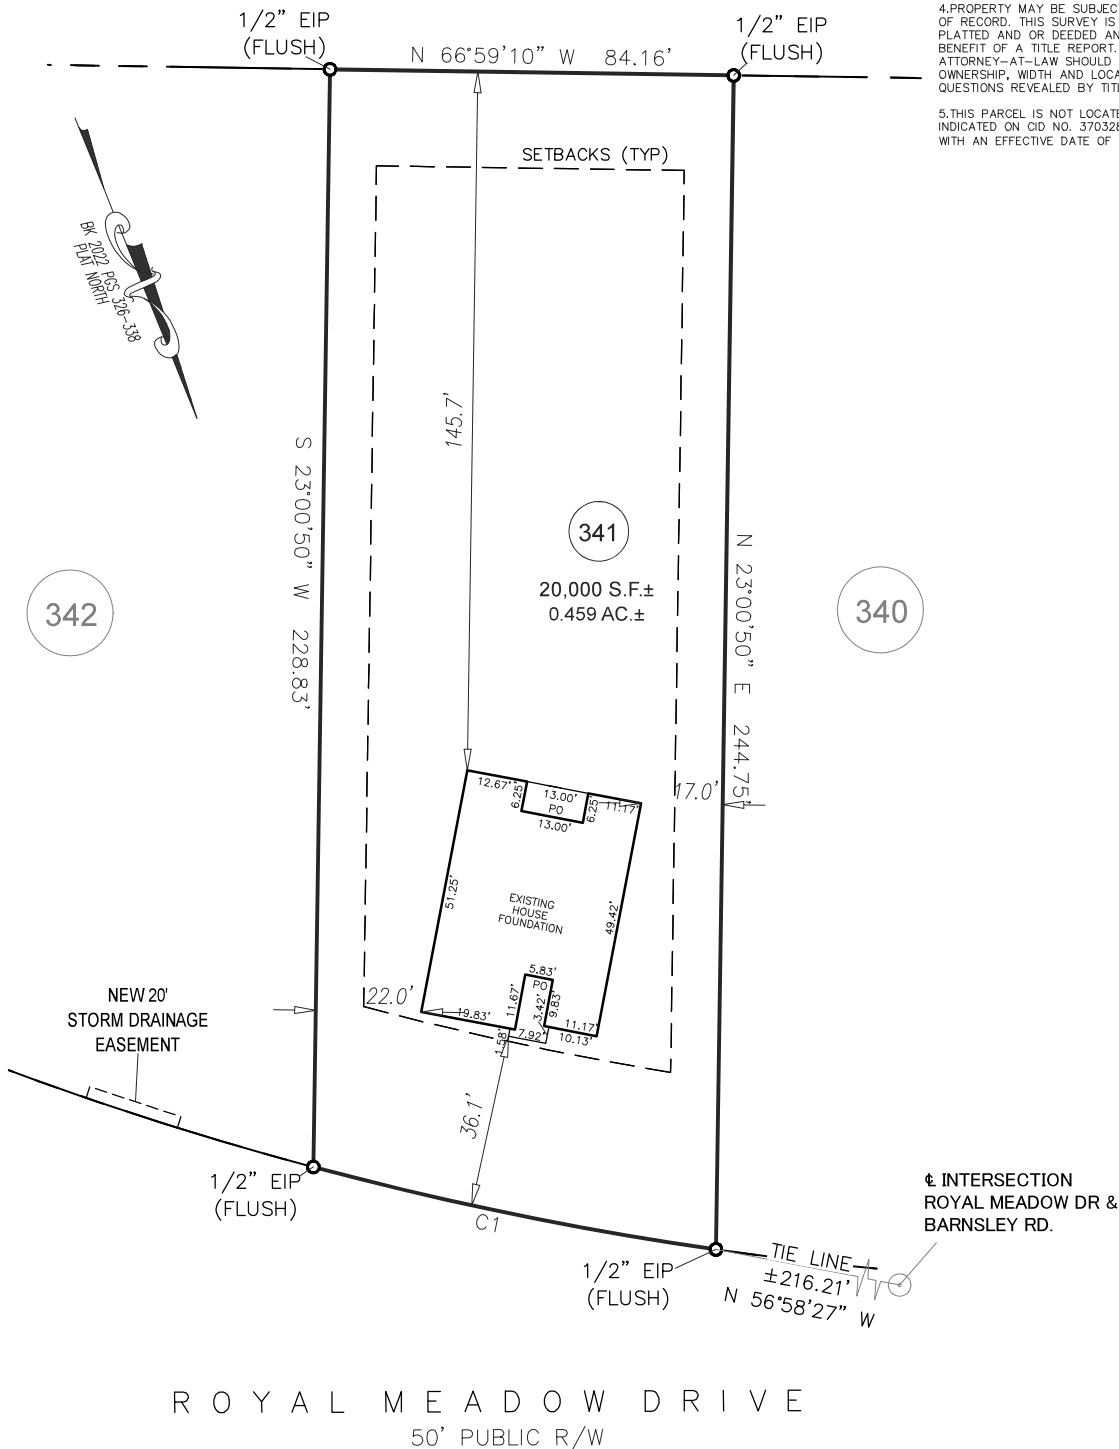 1/2" EIP
(FLUSH)
N 66°59'10" W 84.16'
1/2" EIP
(FLUSH)
4.PROPERTY MAY BE SUBJEC
OF RECORD. THIS SURVEY IS
PLATTED AND OR DEEDED AN
BENEFIT OF A TITLE REPORT.
ATTORNEY-AT-LAW SHOULD
OWNERSHIP, WIDTH AND LOCA
QUESTIONS REVEALED BY TITL
5.THIS PARCEL IS NOT LOCATE
INDICATED ON CID NO. 370328
WITH AN EFFECTIVE DATE OF
SETBACKS (TYP)
BK 2022 PGS 326-338
PLAT NORTH
145.7'
S 23°00'50" W 228.83'
341
20,000 S.F.±
0.459 AC.±
N 23°00'50" E 244.75'
342
340
17.0'
12.67'
6.25'
13.00'
PO
13.00'
6.25'
11.17'
51.25'
EXISTING
HOUSE
FOUNDATION
49.42'
5.83'
PO
11.67'
3.42'
9.83'
22.0'
19.83'
1.58'
7.92'
11.17'
10.13'
NEW 20'
STORM DRAINAGE
EASEMENT
36.1'
1/2" EIP
(FLUSH)
C1
℄ INTERSECTION
ROYAL MEADOW DR &
BARNSLEY RD.
1/2" EIP
(FLUSH)
TIE LINE
±216.21'
N 56°58'27" W
ROYAL MEADOW DRIVE
50' PUBLIC R/W